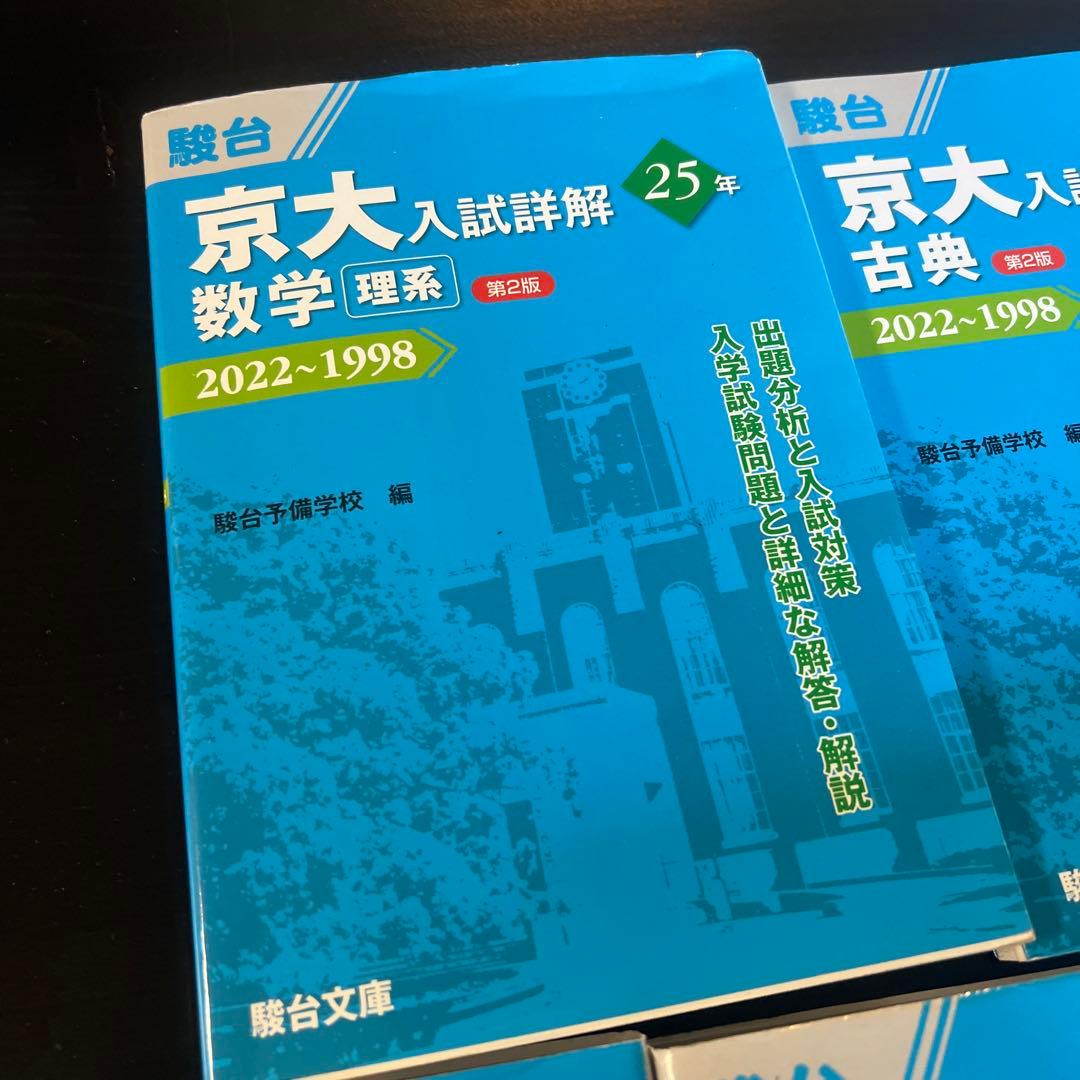 駿台
京大入試詳解 25年
数学 理系 第2版
2022~1998
駿台予備学校 編
出題分析と入試対策
入学試験問題と詳細な解答・解説
駿台文庫
駿台
京大入試
古典 第2版
2022~1998
駿台予備学校 編
駿